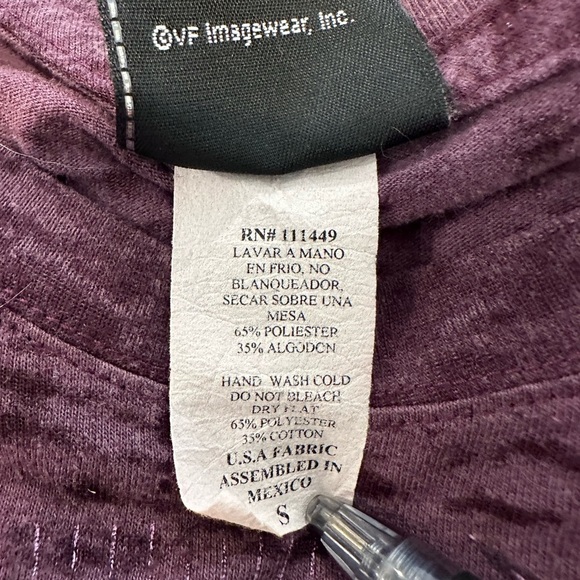 ©VF Imagewear, Inc.
RN# 111449
LAVAR A MANO
EN FRIO, NO
BLANQUEADOR,
SECAR SOBRE UNA
MESA
65% POLIESTER
35% ALGODON
HAND WASH COLD
DO NOT BLEACH
DRY FLAT
65% POLYESTER
35% COTTON
U.S.A FABRIC
ASSEMBLED IN
MEXICO
S